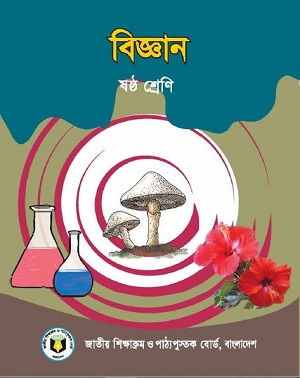 বিজ্ঞান
ষষ্ঠ শ্রেণি
জাতীয় শিক্ষাক্রম ও পাঠ্যপুস্তক বোর্ড, বাংলাদেশ